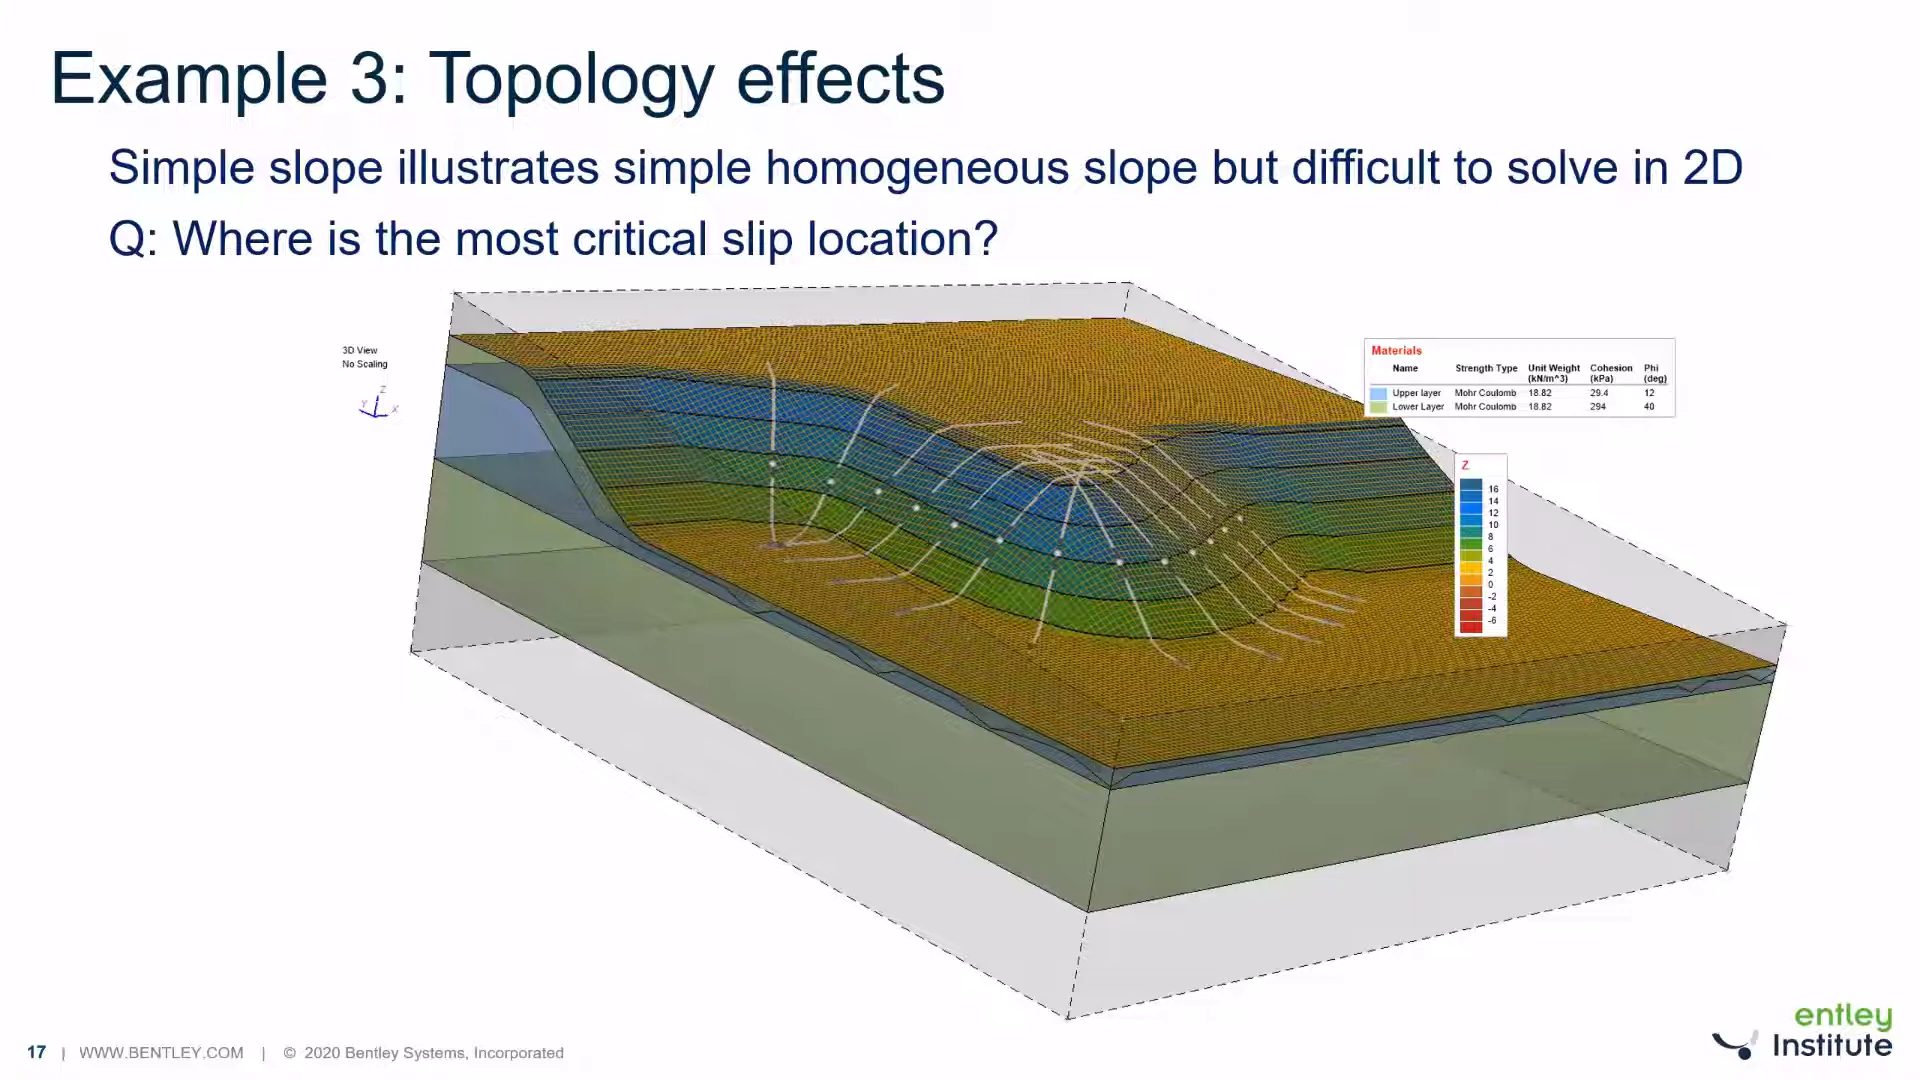 Example 3: Topology effects
Simple slope illustrates simple homogeneous slope but difficult to solve in 2D
Q: Where is the most critical slip location?
3D View
No Scaling
Z
Y
X
Materials
Name Strength Type Unit Weight (kN/m^3) Cohesion (kPa) Phi (deg)
Upper layer Mohr Coulomb 18.82 29.4 12
Lower Layer Mohr Coulomb 18.82 294 40
Z
16
14
12
10
8
6
4
2
0
-2
-4
-6
17 | WWW.BENTLEY.COM | © 2020 Bentley Systems, Incorporated
entley
Institute